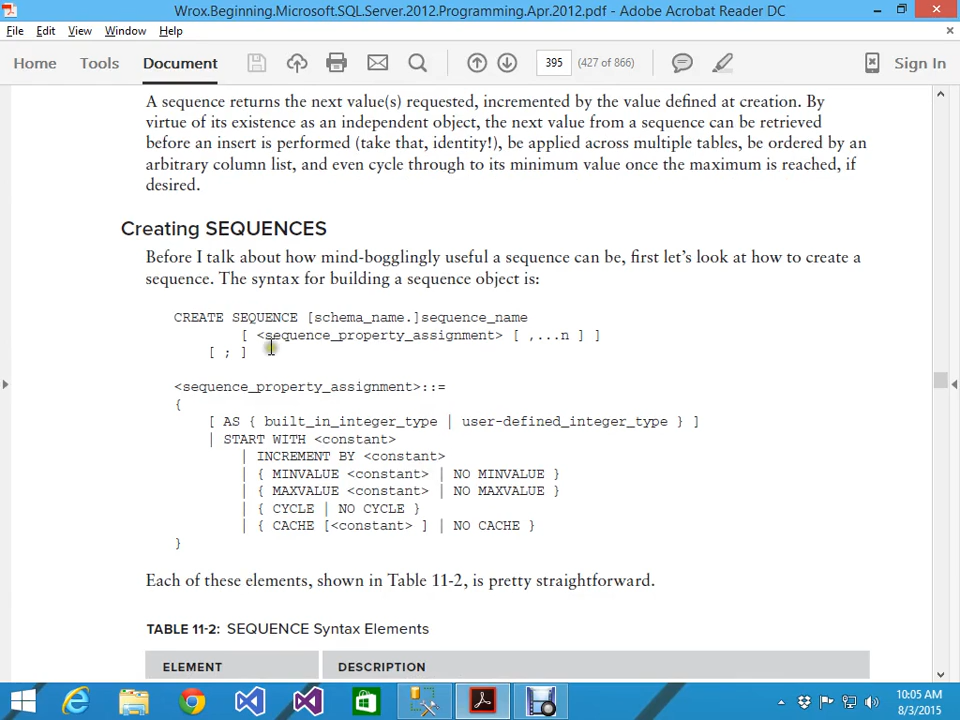 Wrox.Beginning.Microsoft.SQL.Server.2012.Programming.Apr.2012.pdf - Adobe Acrobat Reader DC
File Edit View Window Help
Home Tools Document 395 (427 of 866) Sign In
A sequence returns the next value(s) requested, incremented by the value defined at creation. By
virtue of its existence as an independent object, the next value from a sequence can be retrieved
before an insert is performed (take that, identity!), be applied across multiple tables, be ordered by an
arbitrary column list, and even cycle through to its minimum value once the maximum is reached, if
desired.
Creating SEQUENCES
Before I talk about how mind-bogglingly useful a sequence can be, first let's look at how to create a
sequence. The syntax for building a sequence object is:
CREATE SEQUENCE [schema_name.]sequence_name
[ <sequence_property_assignment> [ ,...n ] ]
[ ; ]
<sequence_property_assignment>::=
{
[ AS { built_in_integer_type | user-defined_integer_type } ]
| START WITH <constant>
| INCREMENT BY <constant>
| { MINVALUE <constant> | NO MINVALUE }
| { MAXVALUE <constant> | NO MAXVALUE }
| { CYCLE | NO CYCLE }
| { CACHE [<constant> ] | NO CACHE }
}
Each of these elements, shown in Table 11-2, is pretty straightforward.
TABLE 11-2: SEQUENCE Syntax Elements
ELEMENT DESCRIPTION
10:05 AM
8/3/2015